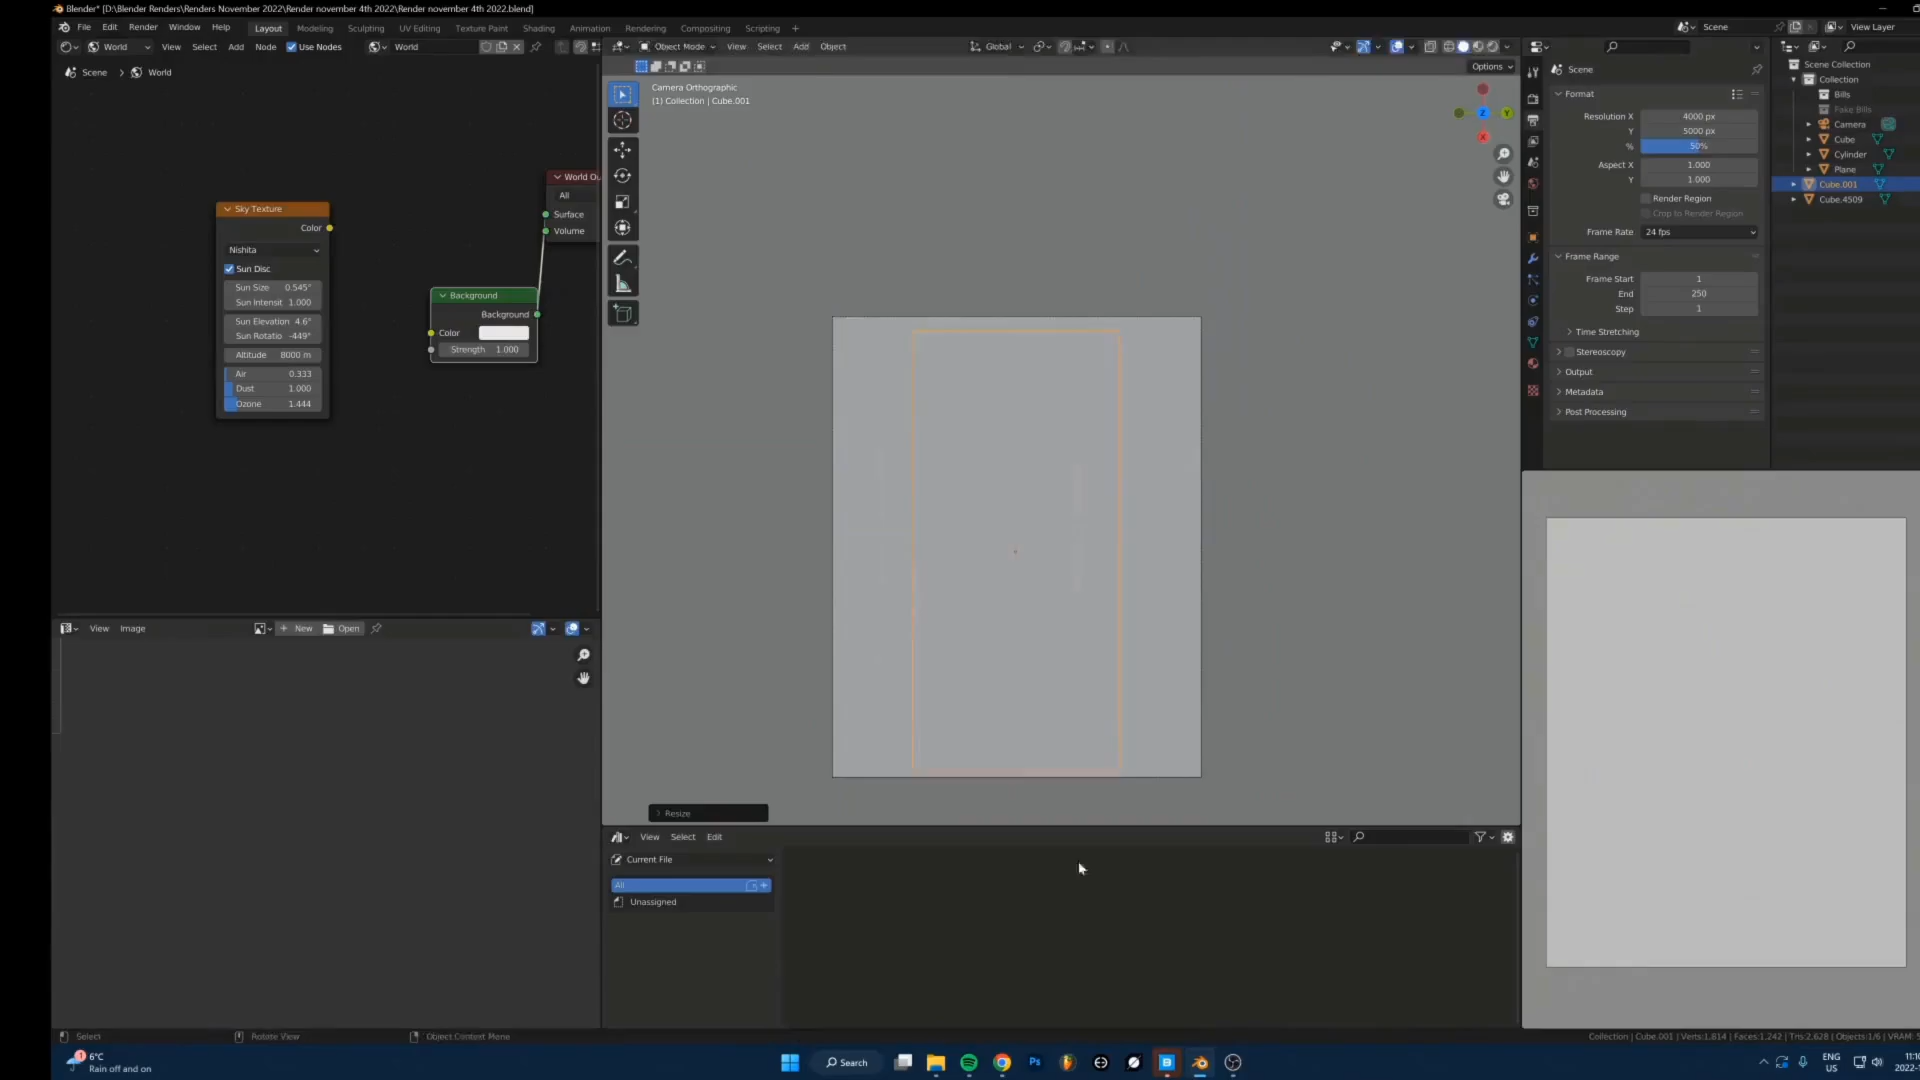 Blender* [D:\Blender Renders\Renders November 2022\Render november 4th 2022\Render november 4th 2022.blend]
File Edit Render Window Help Layout Modeling Sculpting UV Editing Texture Paint Shading Animation Rendering Compositing Scripting + Scene View Layer
World View Select Add Node Use Nodes World
Object Mode View Select Add Object Global
Options
Scene > World
Camera Orthographic
(1) Collection | Cube.001
Z Y X
Sky Texture
Color
Nishita
Sun Disc
Sun Size 0.545°
Sun Intensit 1.000
Sun Elevation 4.6°
Sun Rotatio -449°
Altitude 8000 m
Air 0.333
Dust 1.000
Ozone 1.444
World Ou
All
Surface
Volume
Background
Background
Color
Strength 1.000
Resize
Scene
Format
Resolution X 4000 px
Y 5000 px
% 50%
Aspect X 1.000
Y 1.000
Render Region
Crop to Render Region
Frame Rate 24 fps
Frame Range
Frame Start 1
End 250
Step 1
Time Stretching
Stereoscopy
Output
Metadata
Post Processing
Scene Collection
Collection
Bills
Fake Bills
Camera
Cube
Cylinder
Plane
Cube.001
Cube.4509
View Image New Open
View Select Edit
Current File
All
Unassigned
Select Rotate View Object Context Menu
Collection | Cube.001 | Verts:1,814 | Faces:1,242 | Tris:2,628 | Objects:1/6 | VRAM:
1
6°C
Rain off and on
Search
Ps
B
ENG
US
11:10
2022-1